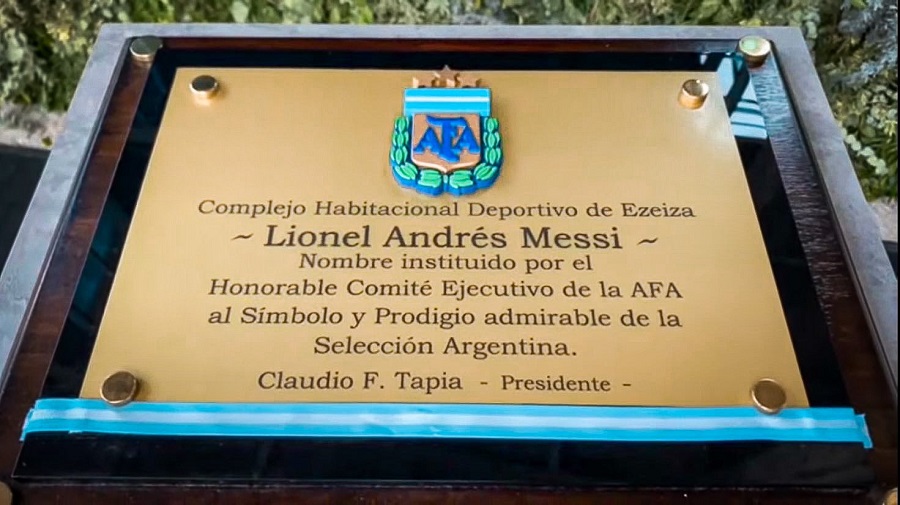 AFA
Complejo Habitacional Deportivo de Ezeiza
~ Lionel Andrés Messi ~
Nombre instituido por el
Honorable Comité Ejecutivo de la AFA
al Símbolo y Prodigio admirable de la
Selección Argentina.
Claudio F. Tapia - Presidente -